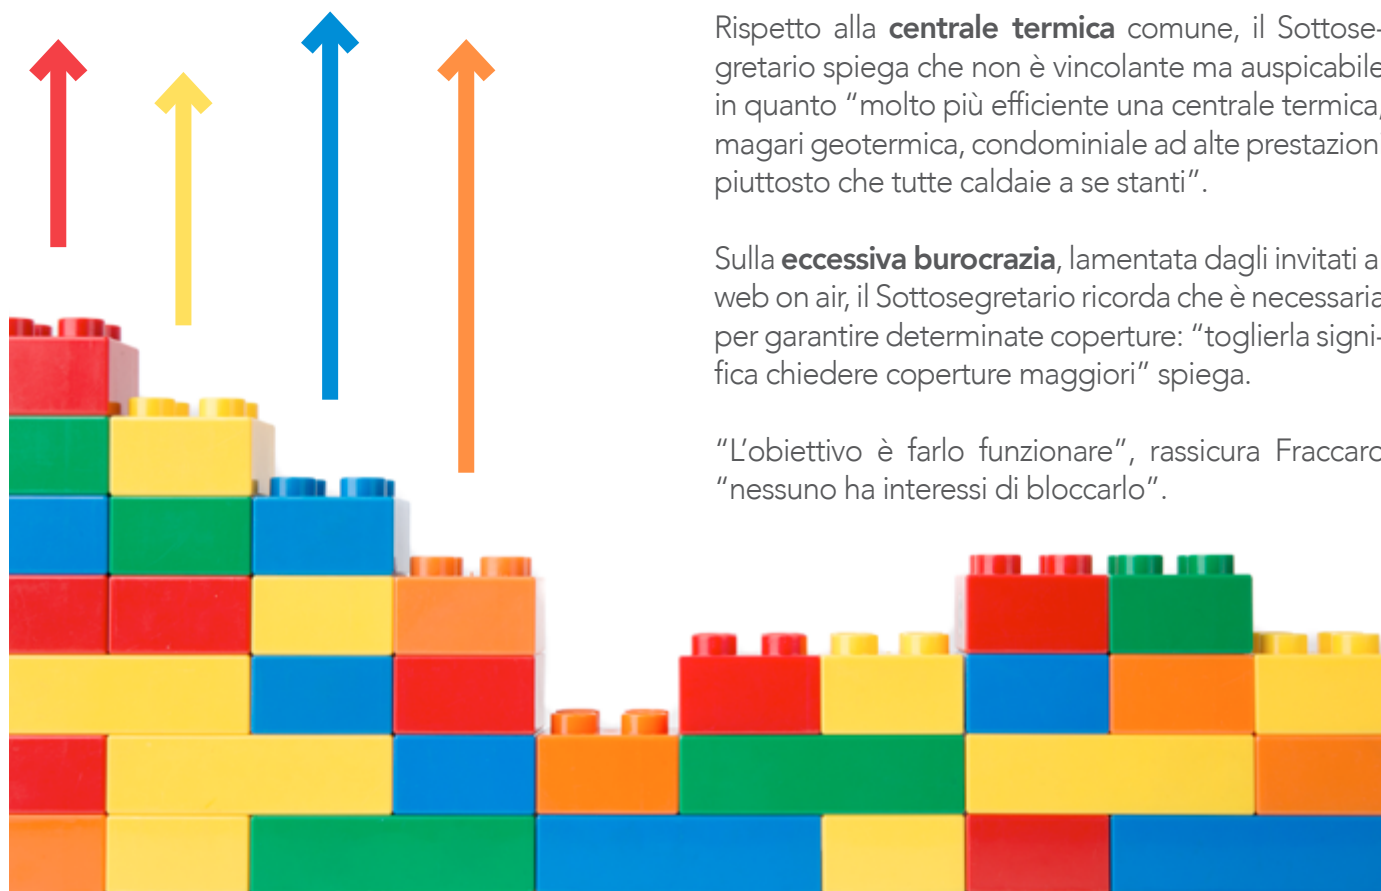 Rispetto alla centrale termica comune, il Sottose-
gretario spiega che non è vincolante ma auspicabile
in quanto “molto più efficiente una centrale termica,
magari geotermica, condominiale ad alte prestazioni
piuttosto che tutte caldaie a se stanti”.
Sulla eccessiva burocrazia, lamentata dagli invitati a
web on air, il Sottosegretario ricorda che è necessaria
per garantire determinate coperture: “toglierla signi-
fica chiedere coperture maggiori” spiega.
“L’obiettivo è farlo funzionare”, rassicura Fraccaro
“nessuno ha interessi di bloccarlo”.